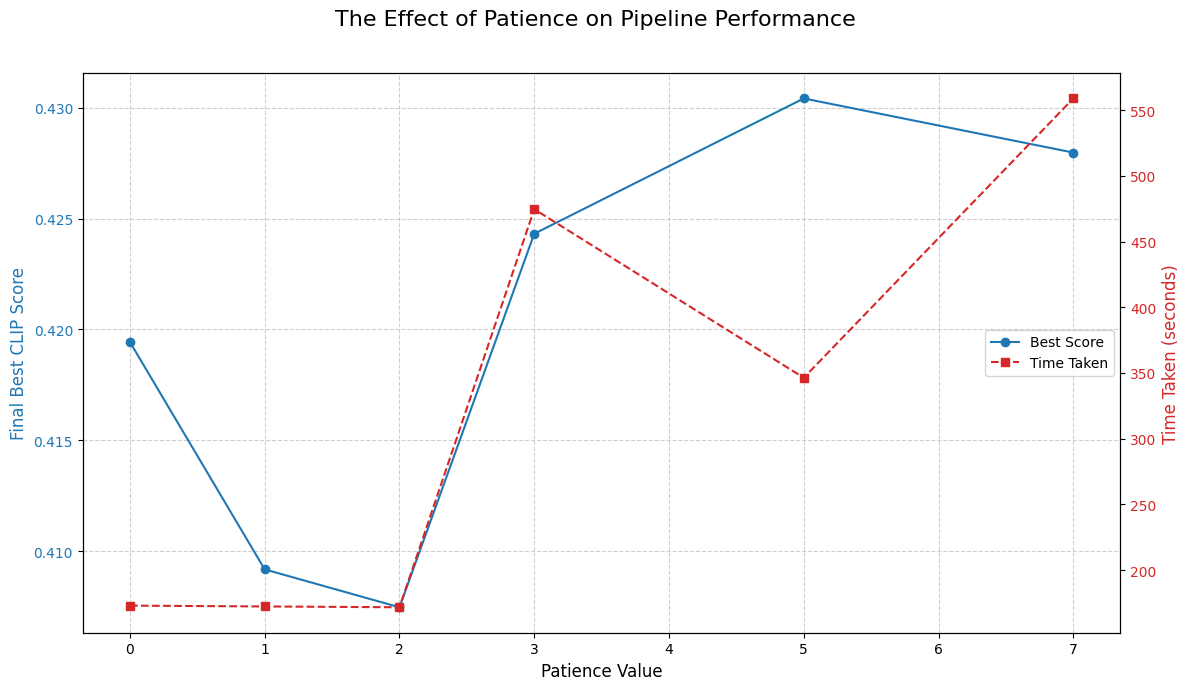 The Effect of Patience on Pipeline Performance
Final Best CLIP Score
0.430
0.425
0.420
0.415
0.410
550
500
450
400
350
300
250
200
Time Taken (seconds)
Best Score
Time Taken
0 1 2 3 4 5 6 7
Patience Value